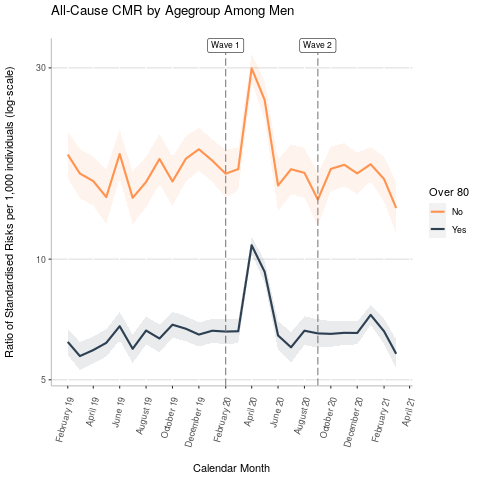 All-Cause CMR by Agegroup Among Men
Ratio of Standardised Risks per 1,000 individuals (log-scale)
30
10
5
Wave 1
Wave 2
Over 80
No
Yes
February 19
April 19
June 19
August 19
October 19
December 19
February 20
April 20
June 20
August 20
October 20
December 20
February 21
April 21
Calendar Month